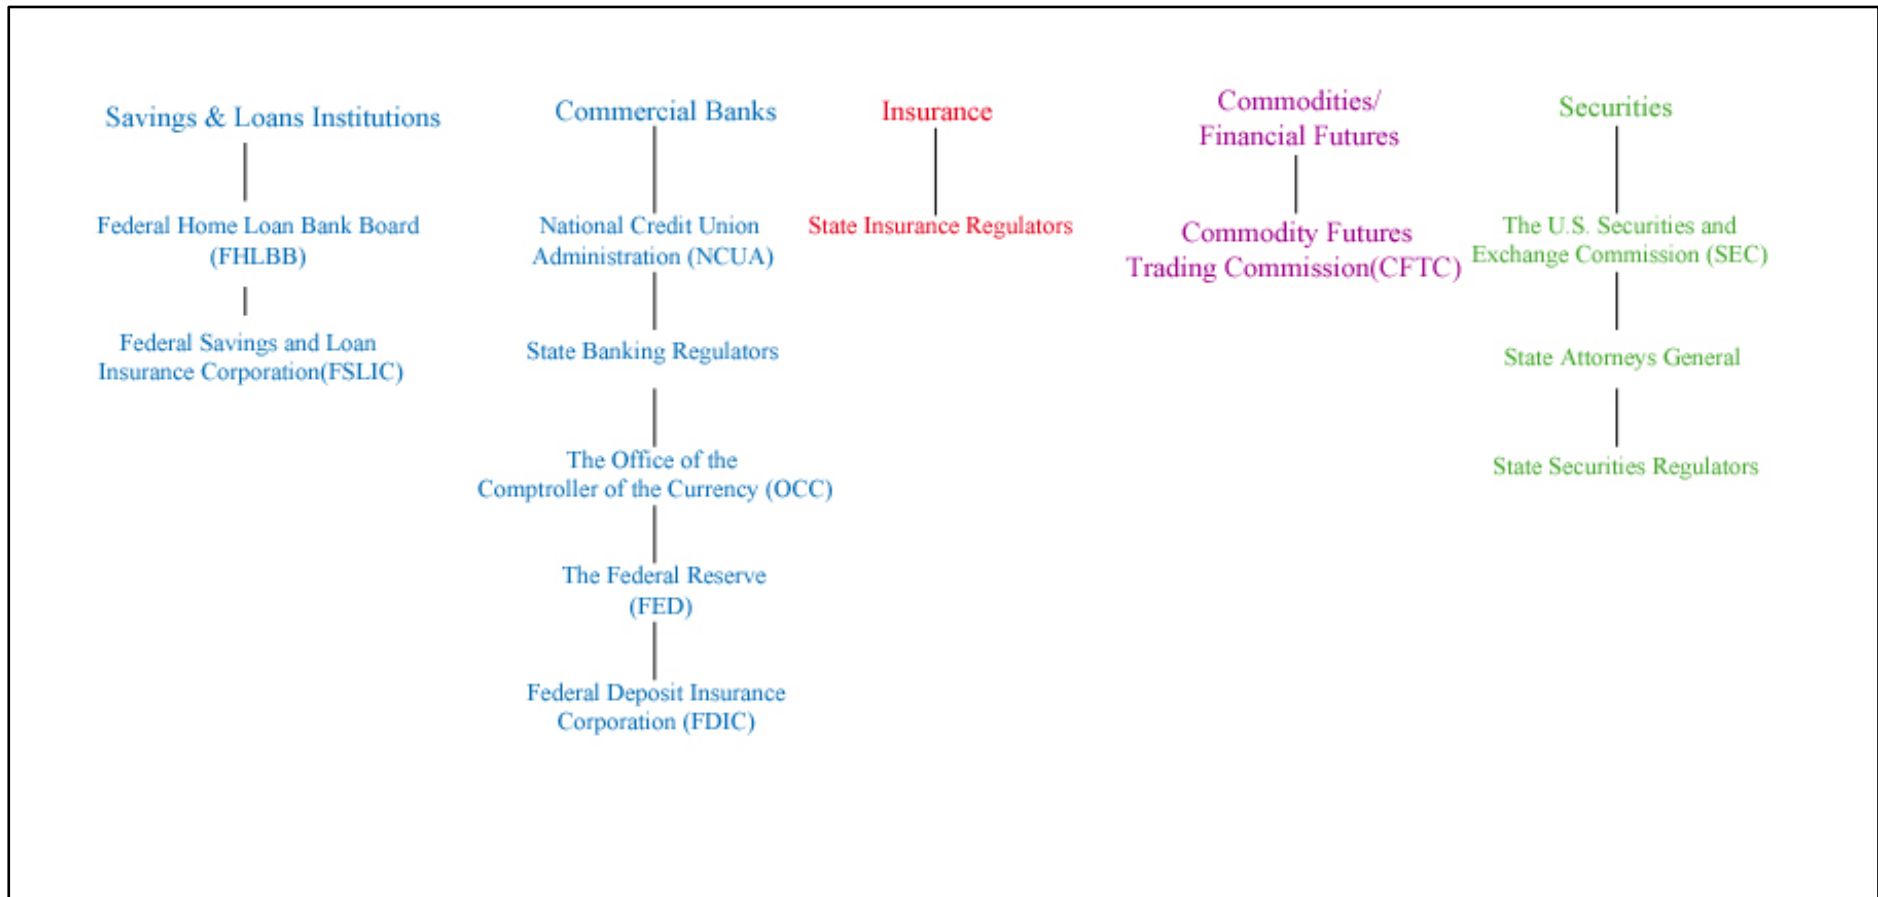 Savings & Loans Institutions
Federal Home Loan Bank Board
(FHLBB)
Federal Savings and Loan
Insurance Corporation(FSLIC)
Commercial Banks
National Credit Union
Administration (NCUA)
State Banking Regulators
The Office of the
Comptroller of the Currency (OCC)
The Federal Reserve
(FED)
Federal Deposit Insurance
Corporation (FDIC)
Insurance
State Insurance Regulators
Commodities/
Financial Futures
Commodity Futures
Trading Commission(CFTC)
Securities
The U.S. Securities and
Exchange Commission (SEC)
State Attorneys General
State Securities Regulators